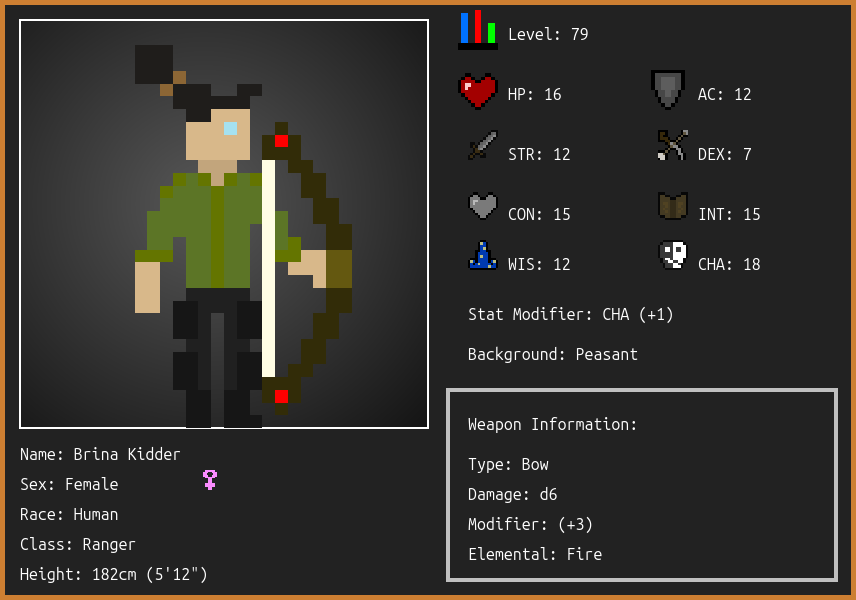 Level: 79
HP: 16
AC: 12
STR: 12
DEX: 7
CON: 15
INT: 15
WIS: 12
CHA: 18
Stat Modifier: CHA (+1)
Background: Peasant
Weapon Information:
Type: Bow
Damage: d6
Modifier: (+3)
Elemental: Fire
Name: Brina Kidder
Sex: Female
Race: Human
Class: Ranger
Height: 182cm (5'12")